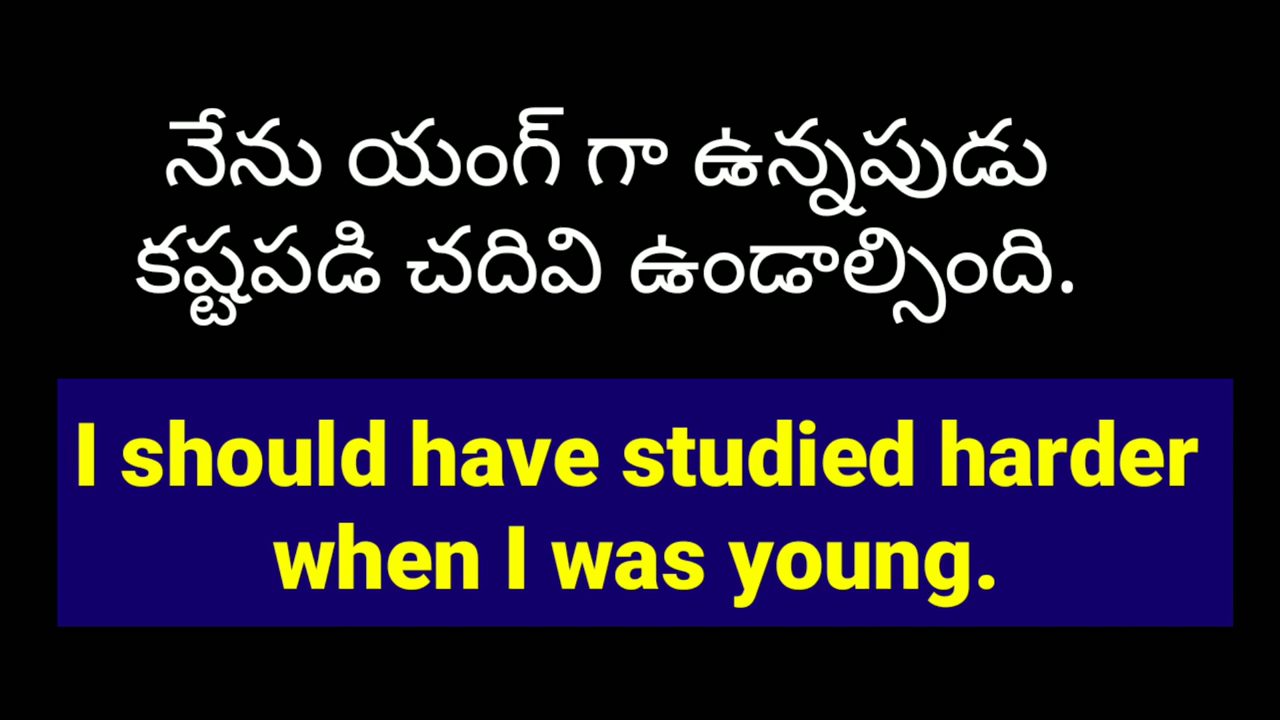 నేను యంగ్ గా ఉన్నపుడు
కష్టపడి చదివి ఉండాల్సింది.
I should have studied harder
when I was young.